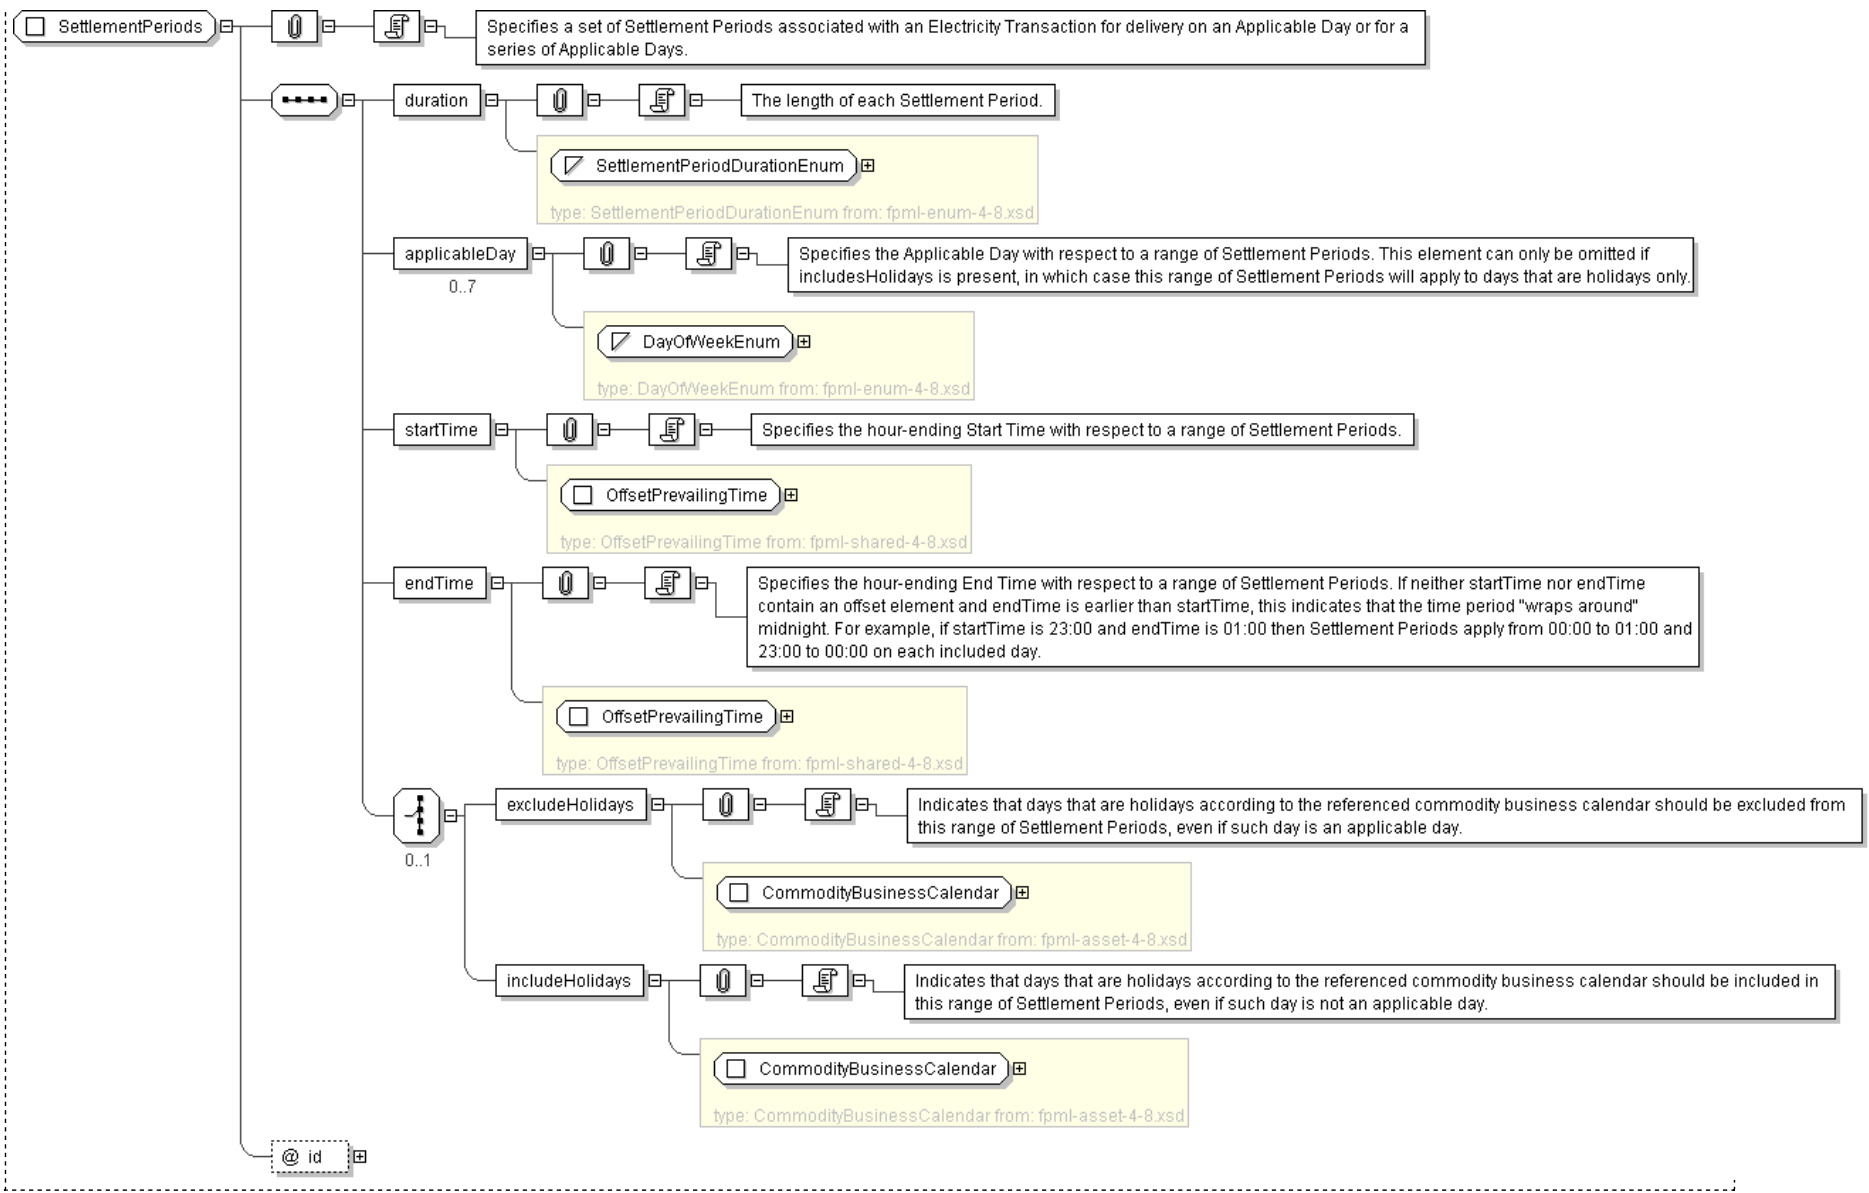 SettlementPeriods
Specifies a set of Settlement Periods associated with an Electricity Transaction for delivery on an Applicable Day or for a
series of Applicable Days.
duration
The length of each Settlement Period.
SettlementPeriodDurationEnum
type: SettlementPeriodDurationEnum from: fpml-enum-4-8.xsd
applicableDay
0..7
Specifies the Applicable Day with respect to a range of Settlement Periods. This element can only be omitted if
includesHolidays is present, in which case this range of Settlement Periods will apply to days that are holidays only.
DayOfWeekEnum
type: DayOfWeekEnum from: fpml-enum-4-8.xsd
startTime
Specifies the hour-ending Start Time with respect to a range of Settlement Periods.
OffsetPrevailingTime
type: OffsetPrevailingTime from: fpml-shared-4-8.xsd
endTime
Specifies the hour-ending End Time with respect to a range of Settlement Periods. If neither startTime nor endTime
contain an offset element and endTime is earlier than startTime, this indicates that the time period "wraps around"
midnight. For example, if startTime is 23:00 and endTime is 01:00 then Settlement Periods apply from 00:00 to 01:00 and
23:00 to 00:00 on each included day.
OffsetPrevailingTime
type: OffsetPrevailingTime from: fpml-shared-4-8.xsd
0..1
excludeHolidays
Indicates that days that are holidays according to the referenced commodity business calendar should be excluded from
this range of Settlement Periods, even if such day is an applicable day.
CommodityBusinessCalendar
type: CommodityBusinessCalendar from: fpml-asset-4-8.xsd
includeHolidays
Indicates that days that are holidays according to the referenced commodity business calendar should be included in
this range of Settlement Periods, even if such day is not an applicable day.
CommodityBusinessCalendar
type: CommodityBusinessCalendar from: fpml-asset-4-8.xsd
@ id